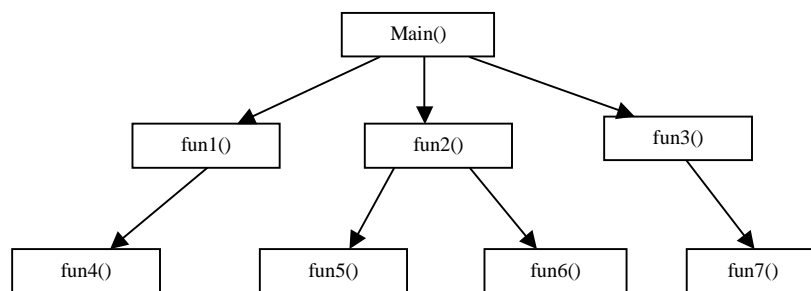 Main()
fun1()
fun2()
fun3()
fun4()
fun5()
fun6()
fun7()